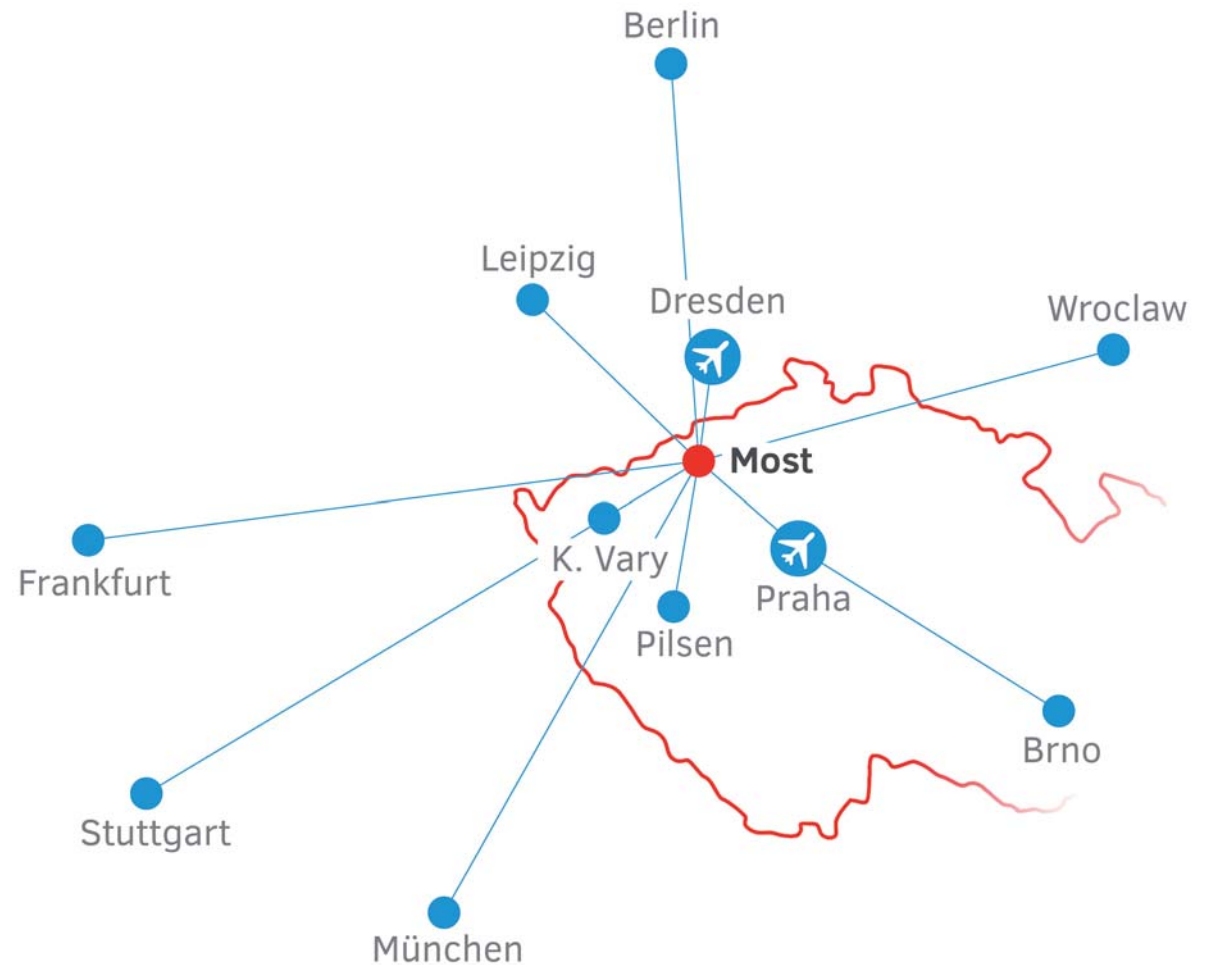 Berlin
Leipzig
Dresden
Wroclaw
Most
K. Vary
Frankfurt
Praha
Pilsen
Brno
Stuttgart
München